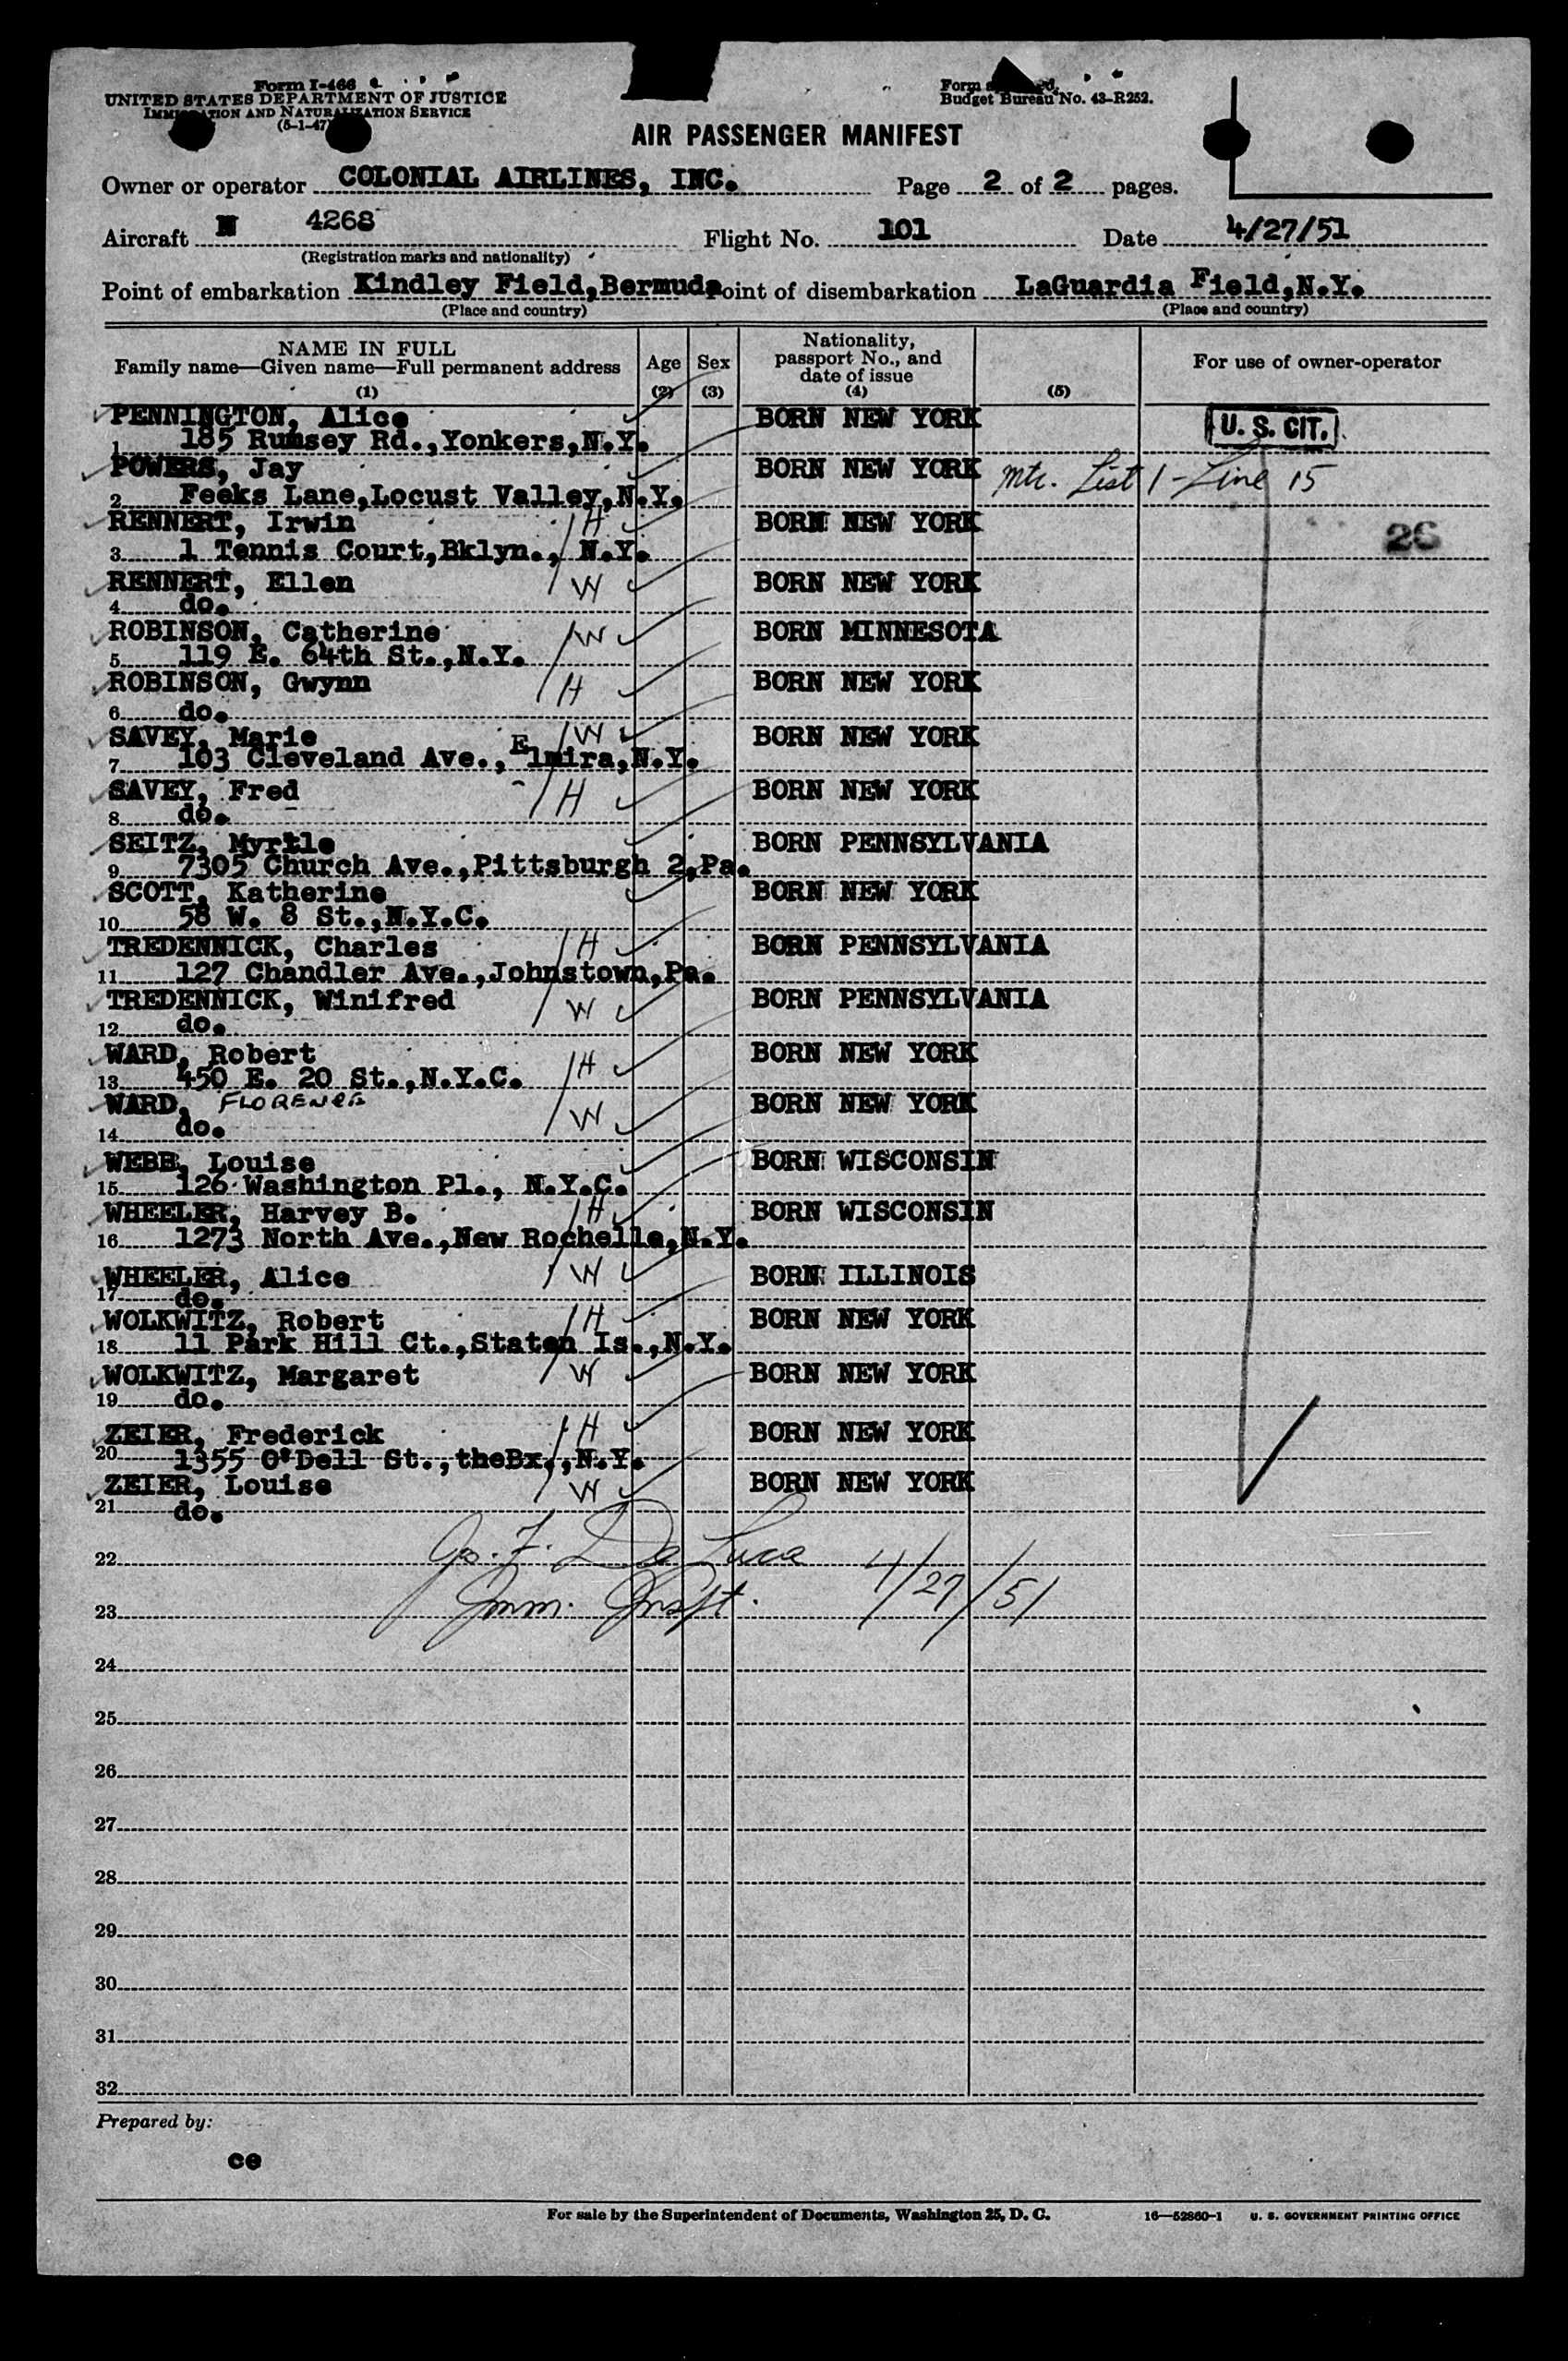 Form I-466
UNITED STATES DEPARTMENT OF JUSTICE
IMMIGRATION AND NATURALIZATION SERVICE
(5-1-47)
Form
Budget Bureau No. 43-R252.
AIR PASSENGER MANIFEST
Owner or operator COLONIAL AIRLINES, INC. Page 2 of 2 pages.
Aircraft N 4268 Flight No. 101 Date 4/27/51
(Registration marks and nationality)
Point of embarkation Kindley Field,Bermuda Point of disembarkation LaGuardia Field,N.Y.
(Place and country) (Place and country)
NAME IN FULL
Family name—Given name—Full permanent address
(1)
Age
(2)
Sex
(3)
Nationality,
passport No., and
date of issue
(4)
(5)
For use of owner-operator
PENNINGTON, Alice BORN NEW YORK U. S. CIT.
1 185 Rumsey Rd.,Yonkers,N.Y.
POWERS, Jay BORN NEW YORK List 1 - Line 15
2 Feeks Lane,Locust Valley,N.Y.
RENNERT, Irwin H BORN NEW YORK 26
3 1 Tennis Court,Bklyn., N.Y.
RENNERT, Ellen W BORN NEW YORK
4 do.
ROBINSON, Catherine W BORN MINNESOTA
5 119 E. 64th St.,N.Y.
ROBINSON, Gwynn H BORN NEW YORK
6 do.
SAVEY, Marie W BORN NEW YORK
7 103 Cleveland Ave., Elmira,N.Y.
SAVEY, Fred H BORN NEW YORK
8 do.
SEITZ, Myrtle BORN PENNSYLVANIA
9 7305 Church Ave.,Pittsburgh 2,Pa.
SCOTT, Katherine BORN NEW YORK
10 58 W. 8 St.,N.Y.C.
TREDENNICK, Charles H BORN PENNSYLVANIA
11 127 Chandler Ave.,Johnstown,Pa.
TREDENNICK, Winifred W BORN PENNSYLVANIA
12 do.
WARD, Robert H BORN NEW YORK
13 450 E. 20 St.,N.Y.C.
WARD, FLORENCE W BORN NEW YORK
14 do.
WEBB, Louise BORN WISCONSIN
15 126 Washington Pl., N.Y.C.
WHEELER, Harvey B. H BORN WISCONSIN
16 1273 North Ave.,New Rochelle,N.Y.
WHEELER, Alice W BORN ILLINOIS
17 do.
WOLKWITZ, Robert H BORN NEW YORK
18 11 Park Hill Ct.,Staten Is.,N.Y.
WOLKWITZ, Margaret W BORN NEW YORK
19 do.
ZEIER, Frederick H BORN NEW YORK
20 1355 O'Dell St.,theBx.,N.Y.
ZEIER, Louise W BORN NEW YORK
21 do.
22 Jos. F. De Luca 4/27/51
23 Imm. Inspt.
24
25
26
27
28
29
30
31
32
Prepared by:
ce
For sale by the Superintendent of Documents, Washington 25, D. C. 16—52860-1 U. S. GOVERNMENT PRINTING OFFICE